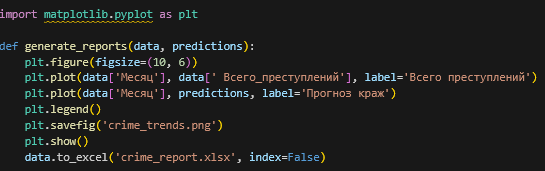 import matplotlib.pyplot as plt
def generate_reports(data, predictions):
plt.figure(figsize=(10, 6))
plt.plot(data['Месяц'], data[' Всего_преступлений'], label='Всего преступлений')
plt.plot(data['Месяц'], predictions, label='Прогноз краж')
plt.legend()
plt.savefig('crime_trends.png')
plt.show()
data.to_excel('crime_report.xlsx', index=False)